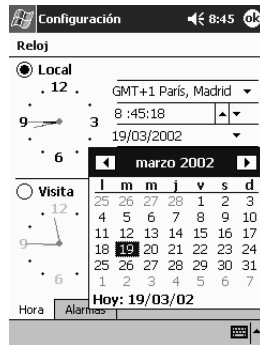 Configuración 8:45 ok
Reloj
Local
12
9 3
6
GMT+1 París, Madrid
8 :45:18
19/03/2002
marzo 2002
l m m j v s d
25 26 27 28 1 2 3
4 5 6 7 8 9 10
11 12 13 14 15 16 17
18 19 20 21 22 23 24
25 26 27 28 29 30 31
1 2 3 4 5 6 7
Hoy: 19/03/02
Visita
12
9
6
Hora Alarmas